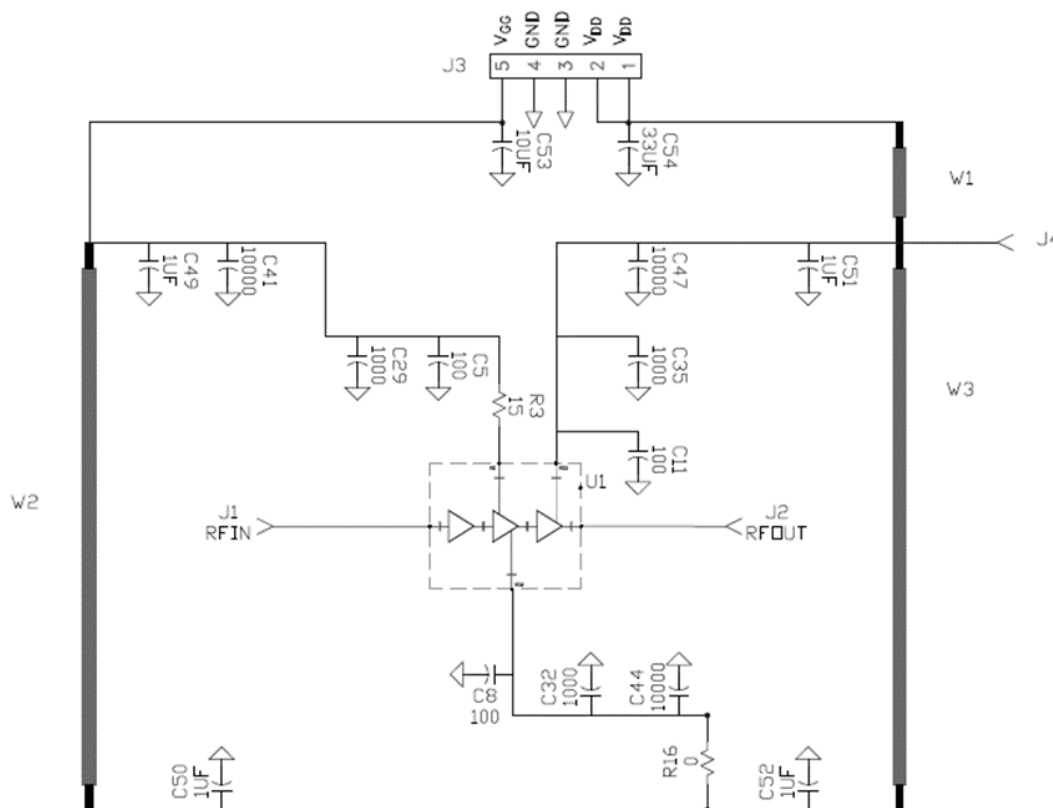 VGG
GND
GND
VDD
VDD
J3
5
4
3
2
1
C53
10UF
C54
33UF
W1
J4
C49
1UF
C41
10000
C47
10000
C51
1UF
C29
1000
C5
100
C35
1000
W3
R3
15
C11
100
U1
W2
J1
RFIN
J2
RFOUT
C8
100
C32
1000
C44
10000
R16
0
C50
1UF
C52
1UF